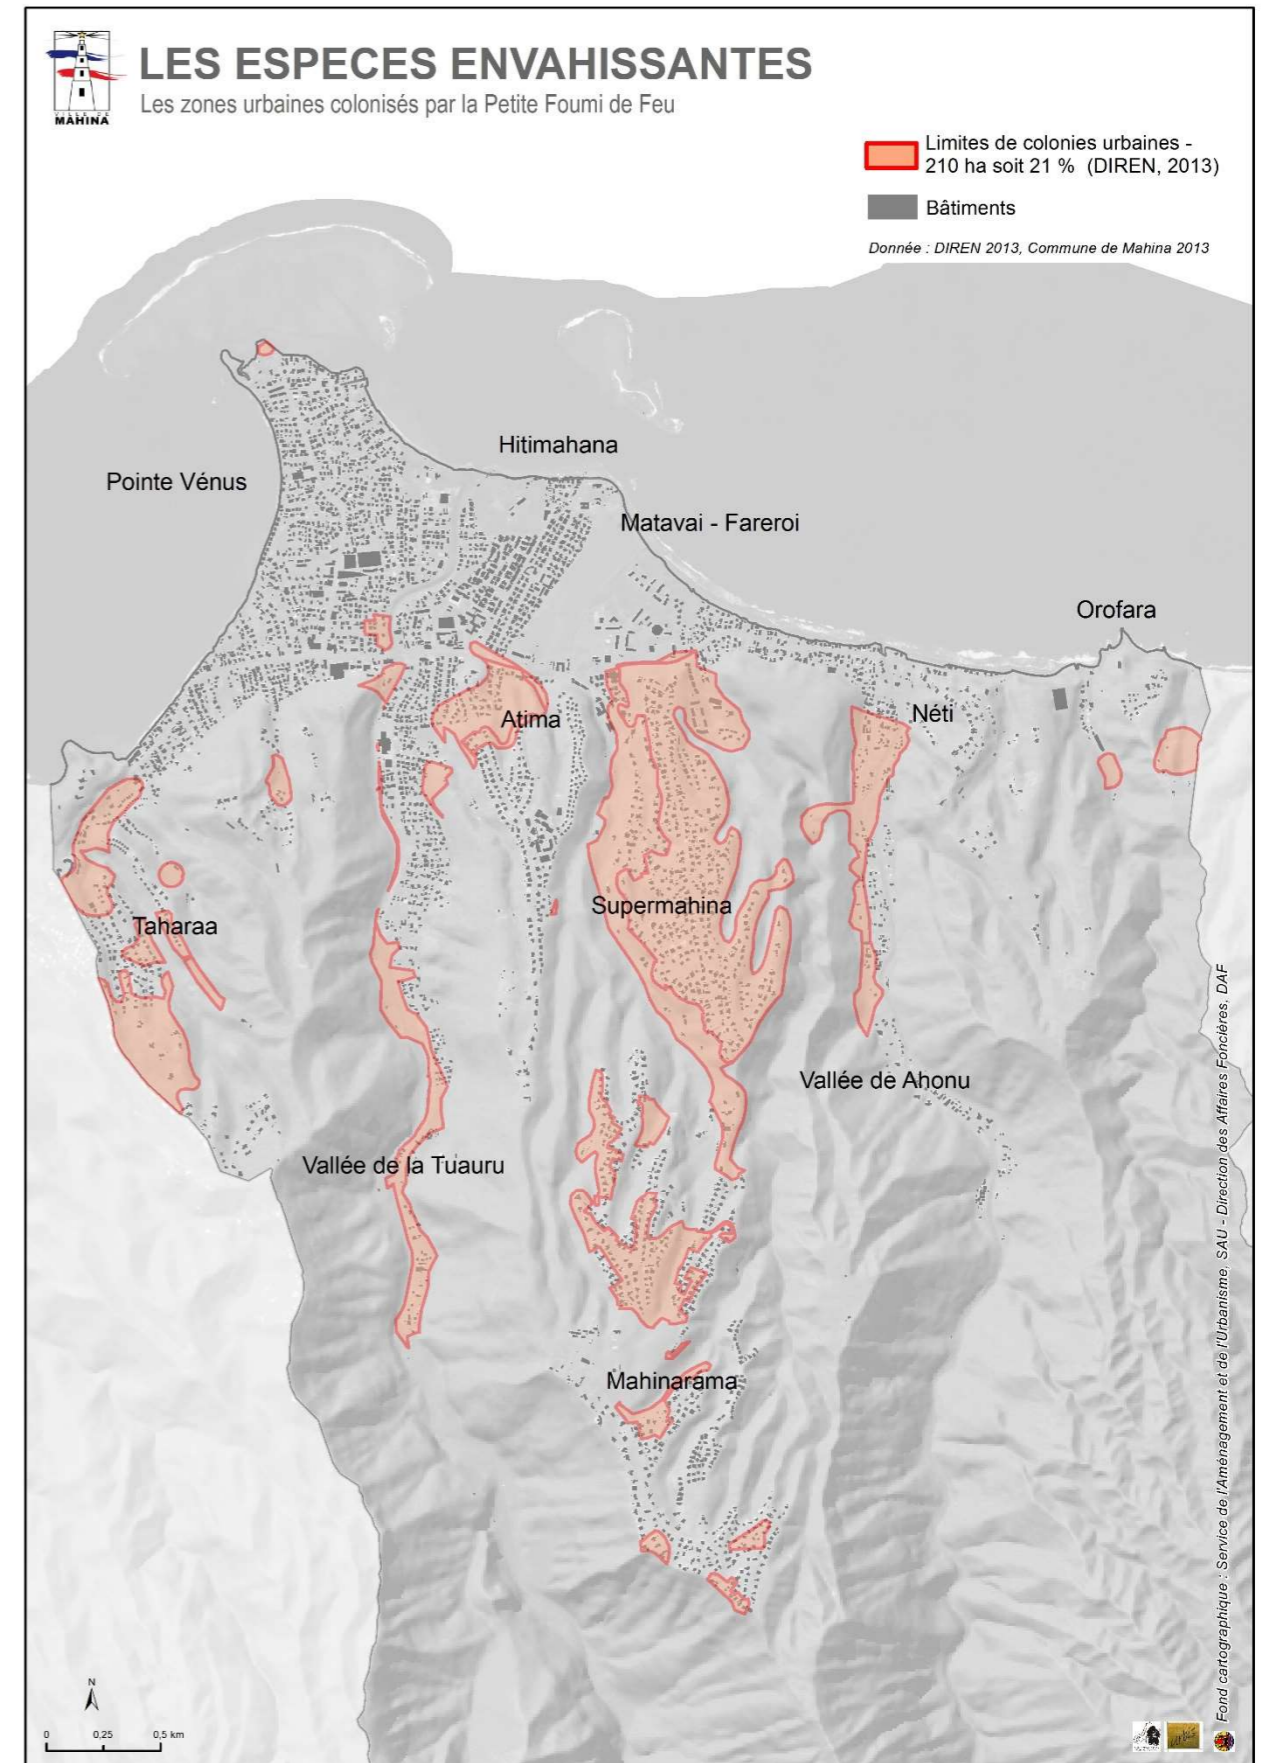 LES ESPECES ENVAHISSANTES
Les zones urbaines colonisés par la Petite Foumi de Feu
VILLE DE
MAHINA
Limites de colonies urbaines -
210 ha soit 21 % (DIREN, 2013)
Bâtiments
Donnée : DIREN 2013, Commune de Mahina 2013
Hitimahana
Pointe Vénus
Matavai - Fareroi
Orofara
Néti
Atima
Supermahina
Taharaa
Vallée de Ahonu
Vallée de la Tuauru
Mahinarama
Fond cartographique : Service de l'Aménagement et de l'Urbanisme, SAU - Direction des Affaires Foncières, DAF
N
0 0,25 0,5 km